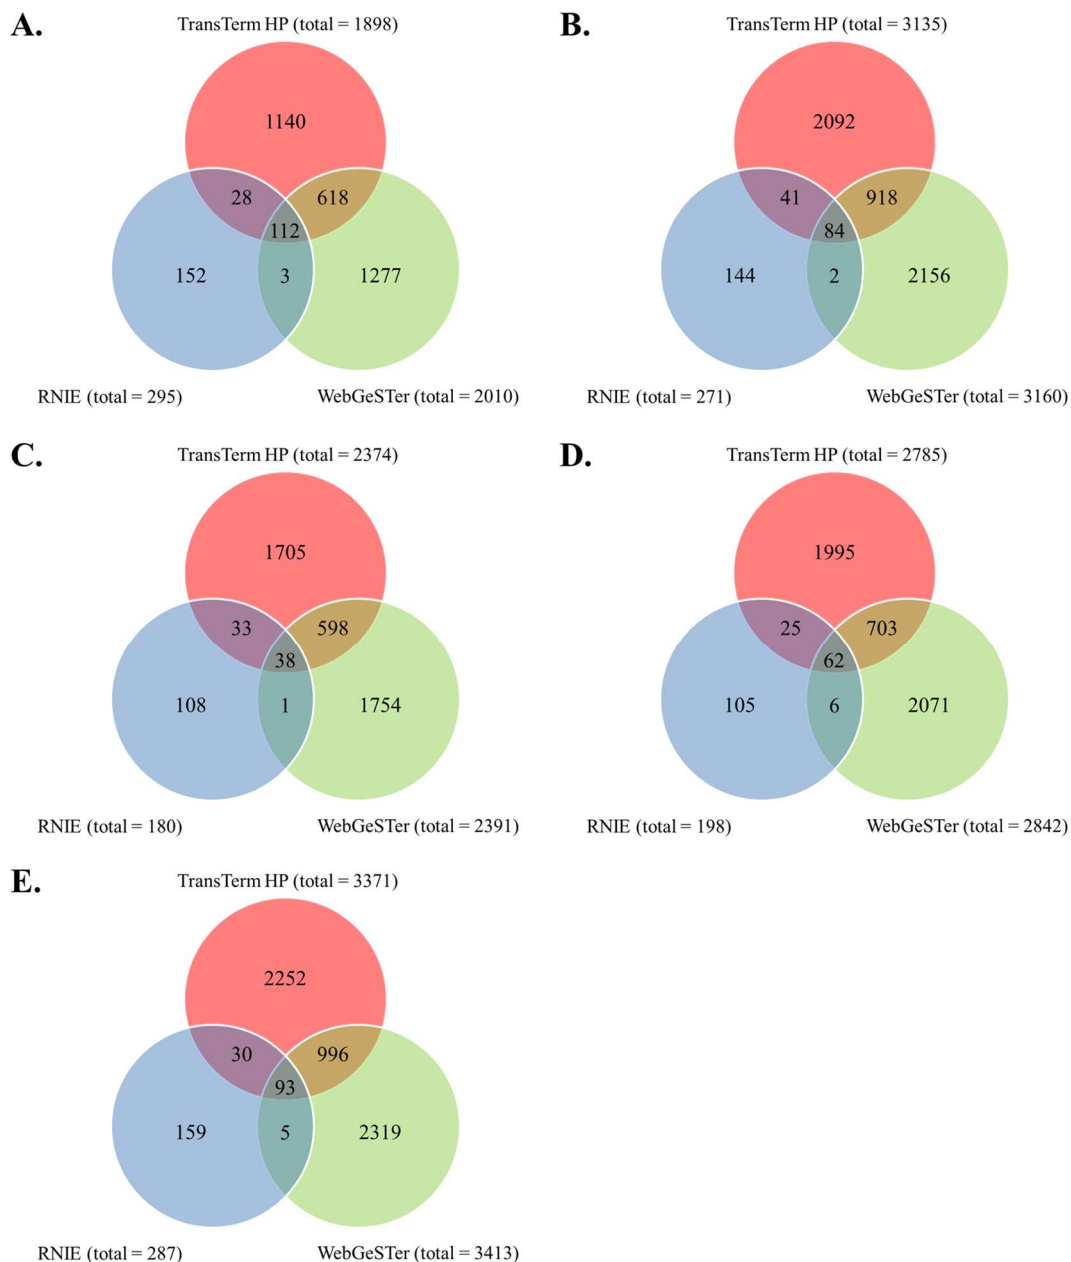 A.
TransTerm HP (total = 1898)
1140
28
618
112
152
3
1277
RNIE (total = 295)
WebGeSTer (total = 2010)
B.
TransTerm HP (total = 3135)
2092
41
918
84
144
2
2156
RNIE (total = 271)
WebGeSTer (total = 3160)
C.
TransTerm HP (total = 2374)
1705
33
598
38
108
1
1754
RNIE (total = 180)
WebGeSTer (total = 2391)
D.
TransTerm HP (total = 2785)
1995
25
703
62
105
6
2071
RNIE (total = 198)
WebGeSTer (total = 2842)
E.
TransTerm HP (total = 3371)
2252
30
996
93
159
5
2319
RNIE (total = 287)
WebGeSTer (total = 3413)